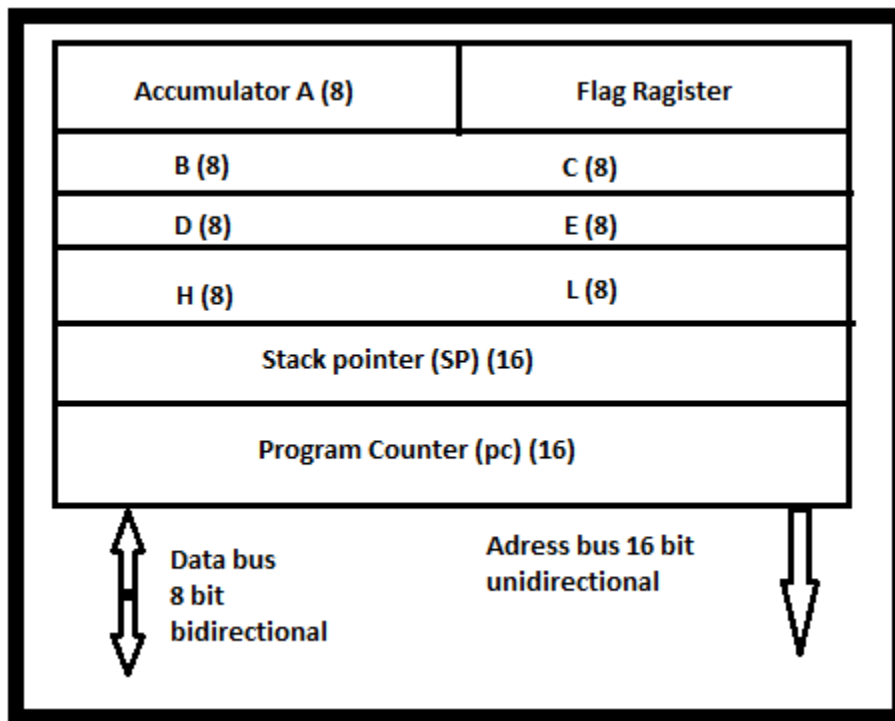 Accumulator A (8)
Flag Ragister
B (8)
C (8)
D (8)
E (8)
H (8)
L (8)
Stack pointer (SP) (16)
Program Counter (pc) (16)
Data bus
8 bit
bidirectional
Adress bus 16 bit
unidirectional